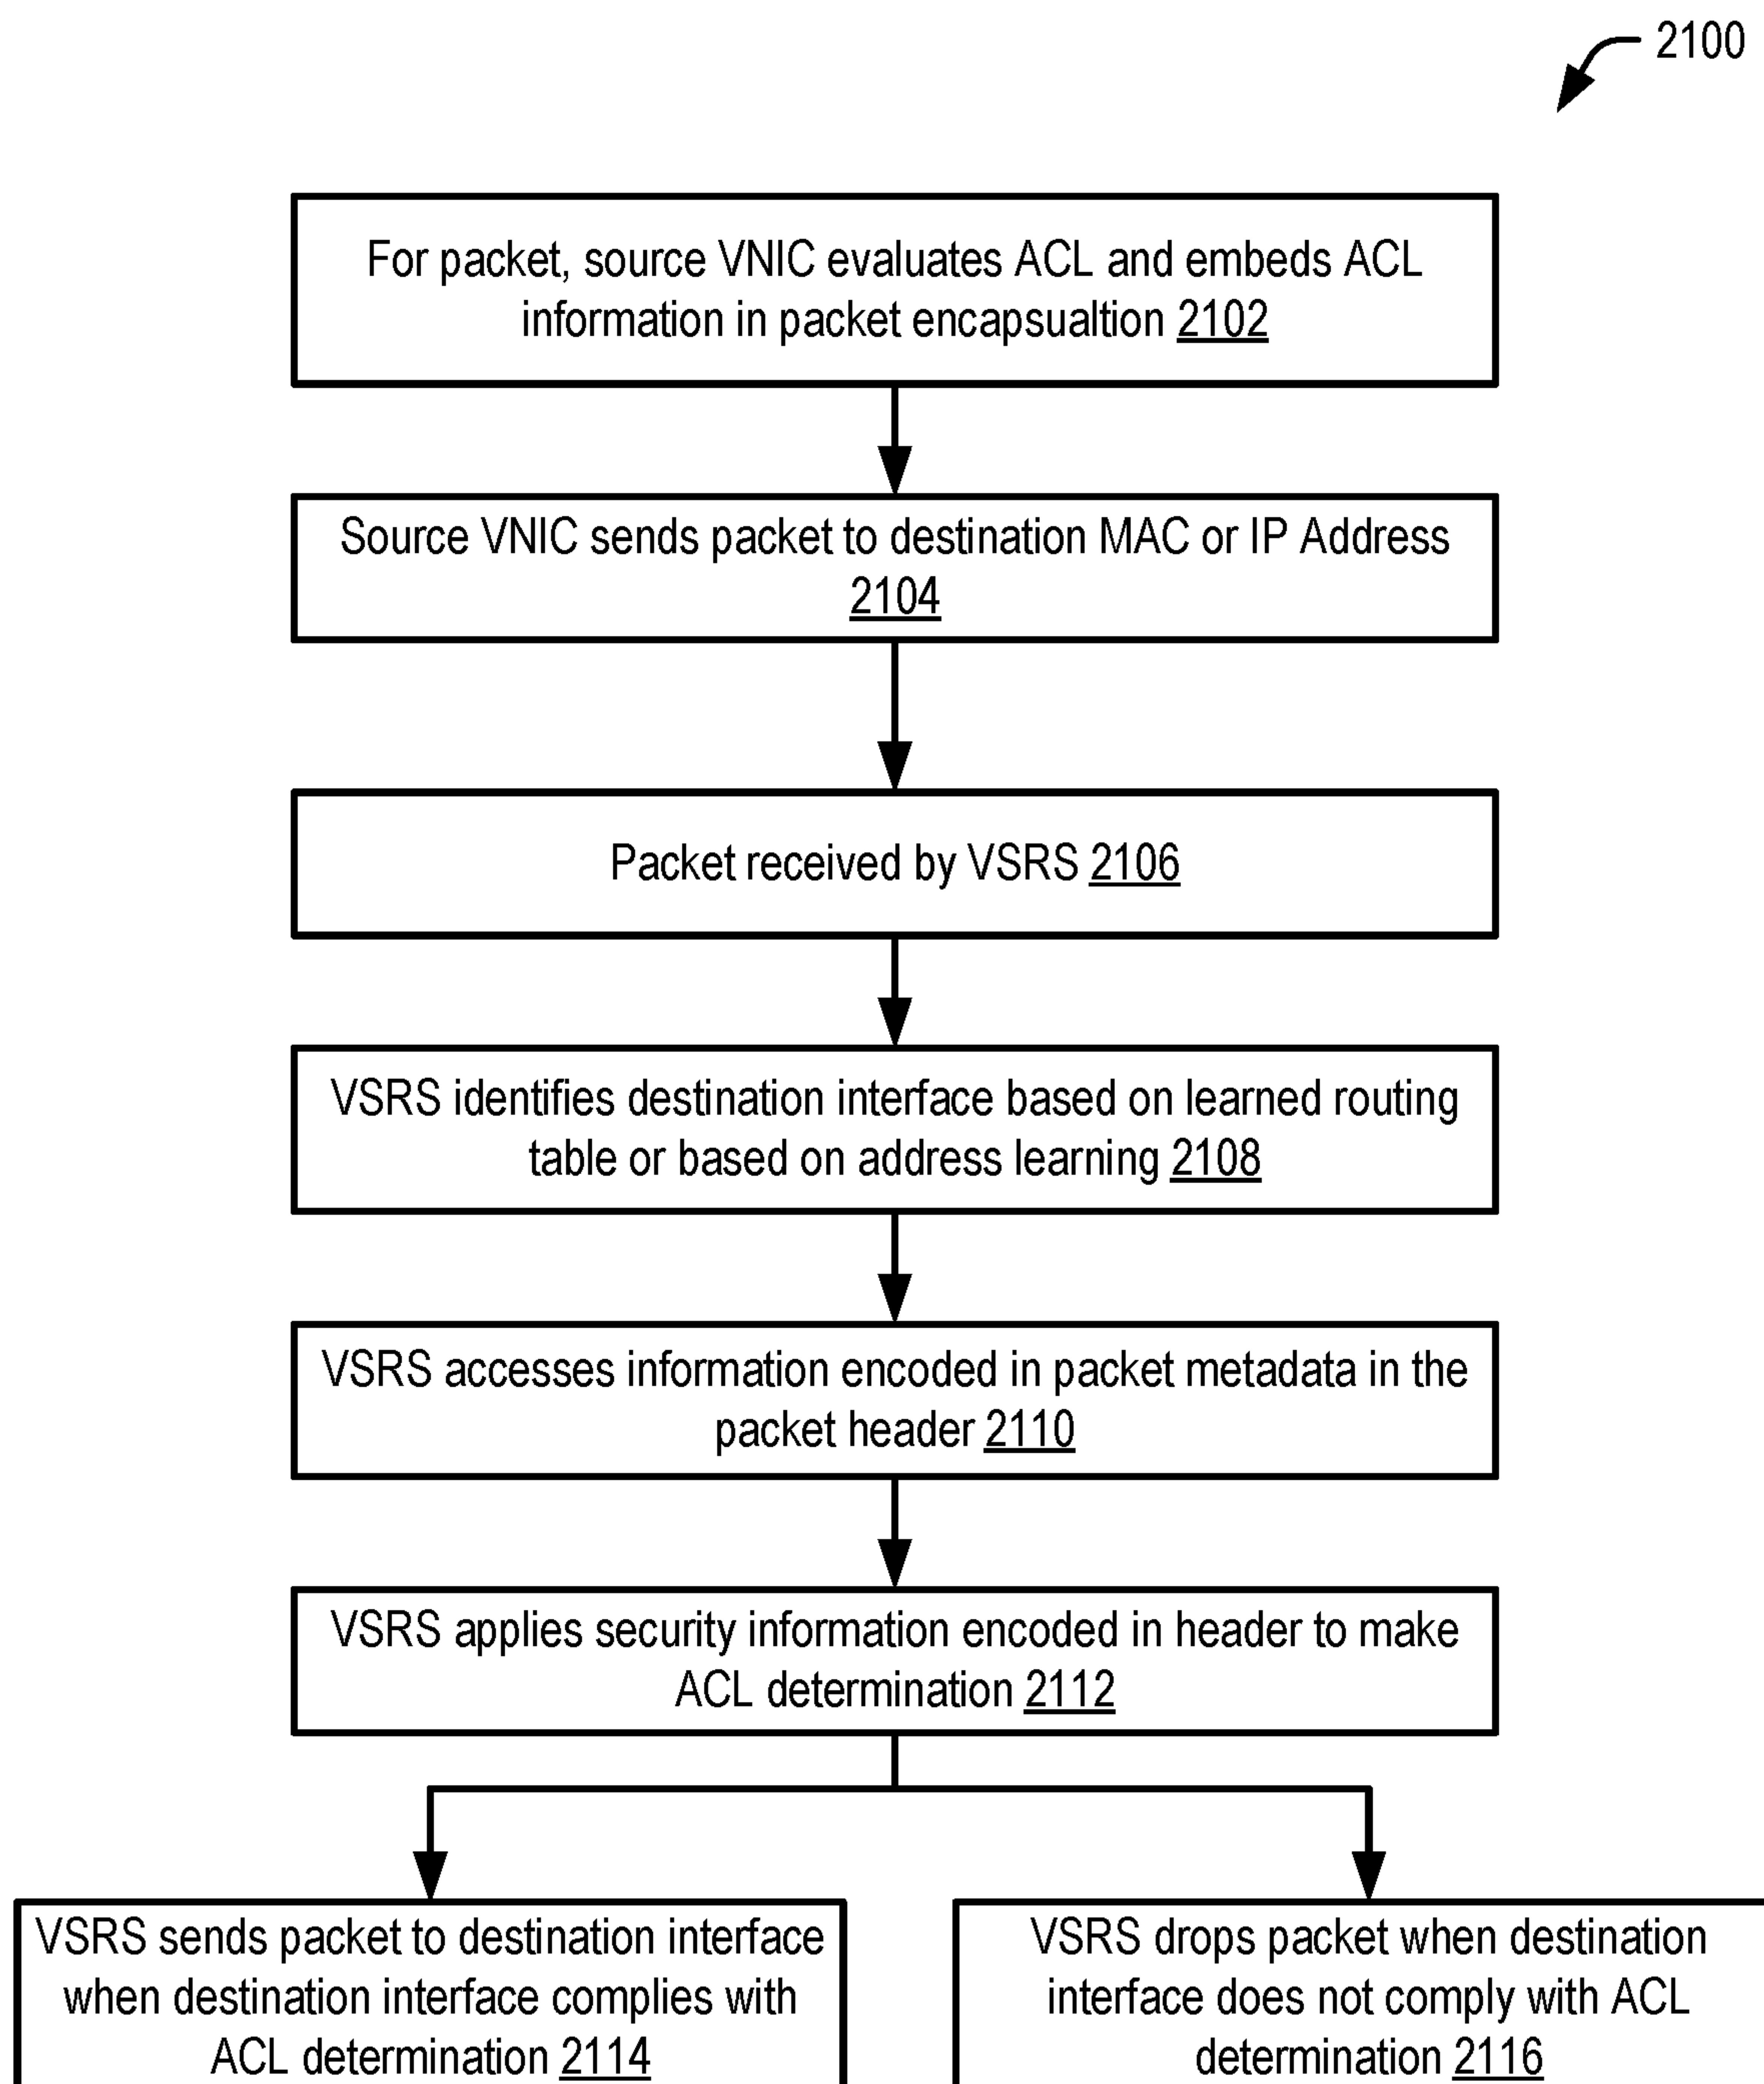 2100
For packet, source VNIC evaluates ACL and embeds ACL
information in packet encapsualtion 2102
Source VNIC sends packet to destination MAC or IP Address
2104
Packet received by VSRS 2106
VSRS identifies destination interface based on learned routing
table or based on address learning 2108
VSRS accesses information encoded in packet metadata in the
packet header 2110
VSRS applies security information encoded in header to make
ACL determination 2112
VSRS sends packet to destination interface
when destination interface complies with
ACL determination 2114
VSRS drops packet when destination
interface does not comply with ACL
determination 2116